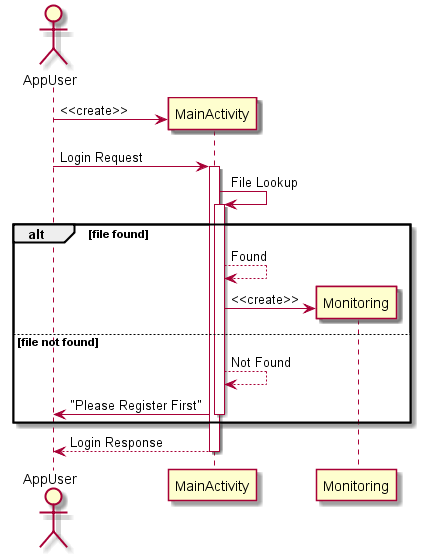 AppUser
<<create>>
MainActivity
Login Request
File Lookup
alt [file found]
Found
<<create>>
Monitoring
[file not found]
Not Found
"Please Register First"
Login Response
AppUser
MainActivity
Monitoring